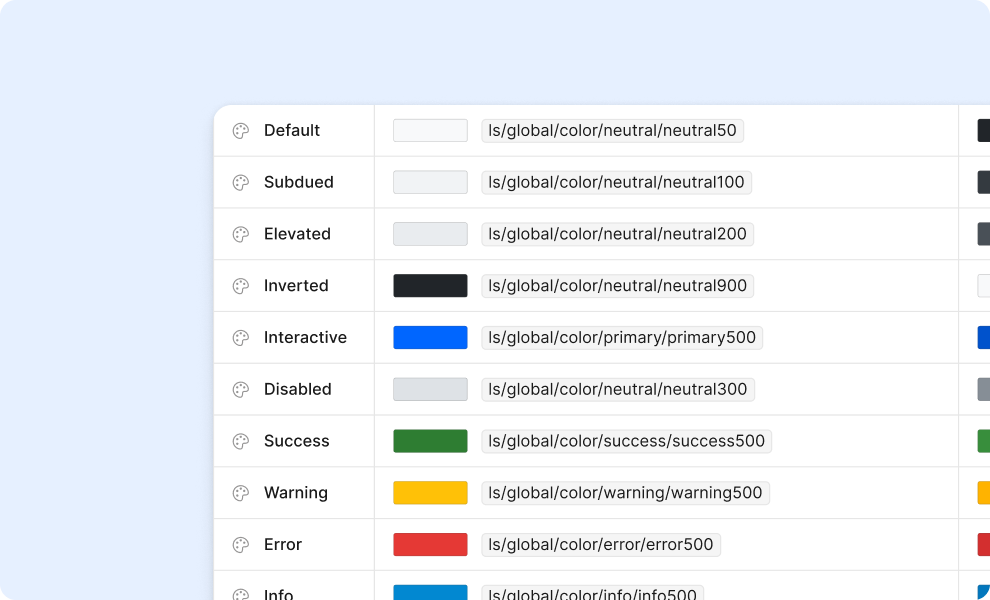 Default ls/global/color/neutral/neutral50
Subdued ls/global/color/neutral/neutral100
Elevated ls/global/color/neutral/neutral200
Inverted ls/global/color/neutral/neutral900
Interactive ls/global/color/primary/primary500
Disabled ls/global/color/neutral/neutral300
Success ls/global/color/success/success500
Warning ls/global/color/warning/warning500
Error ls/global/color/error/error500
Info ls/global/color/info/info500